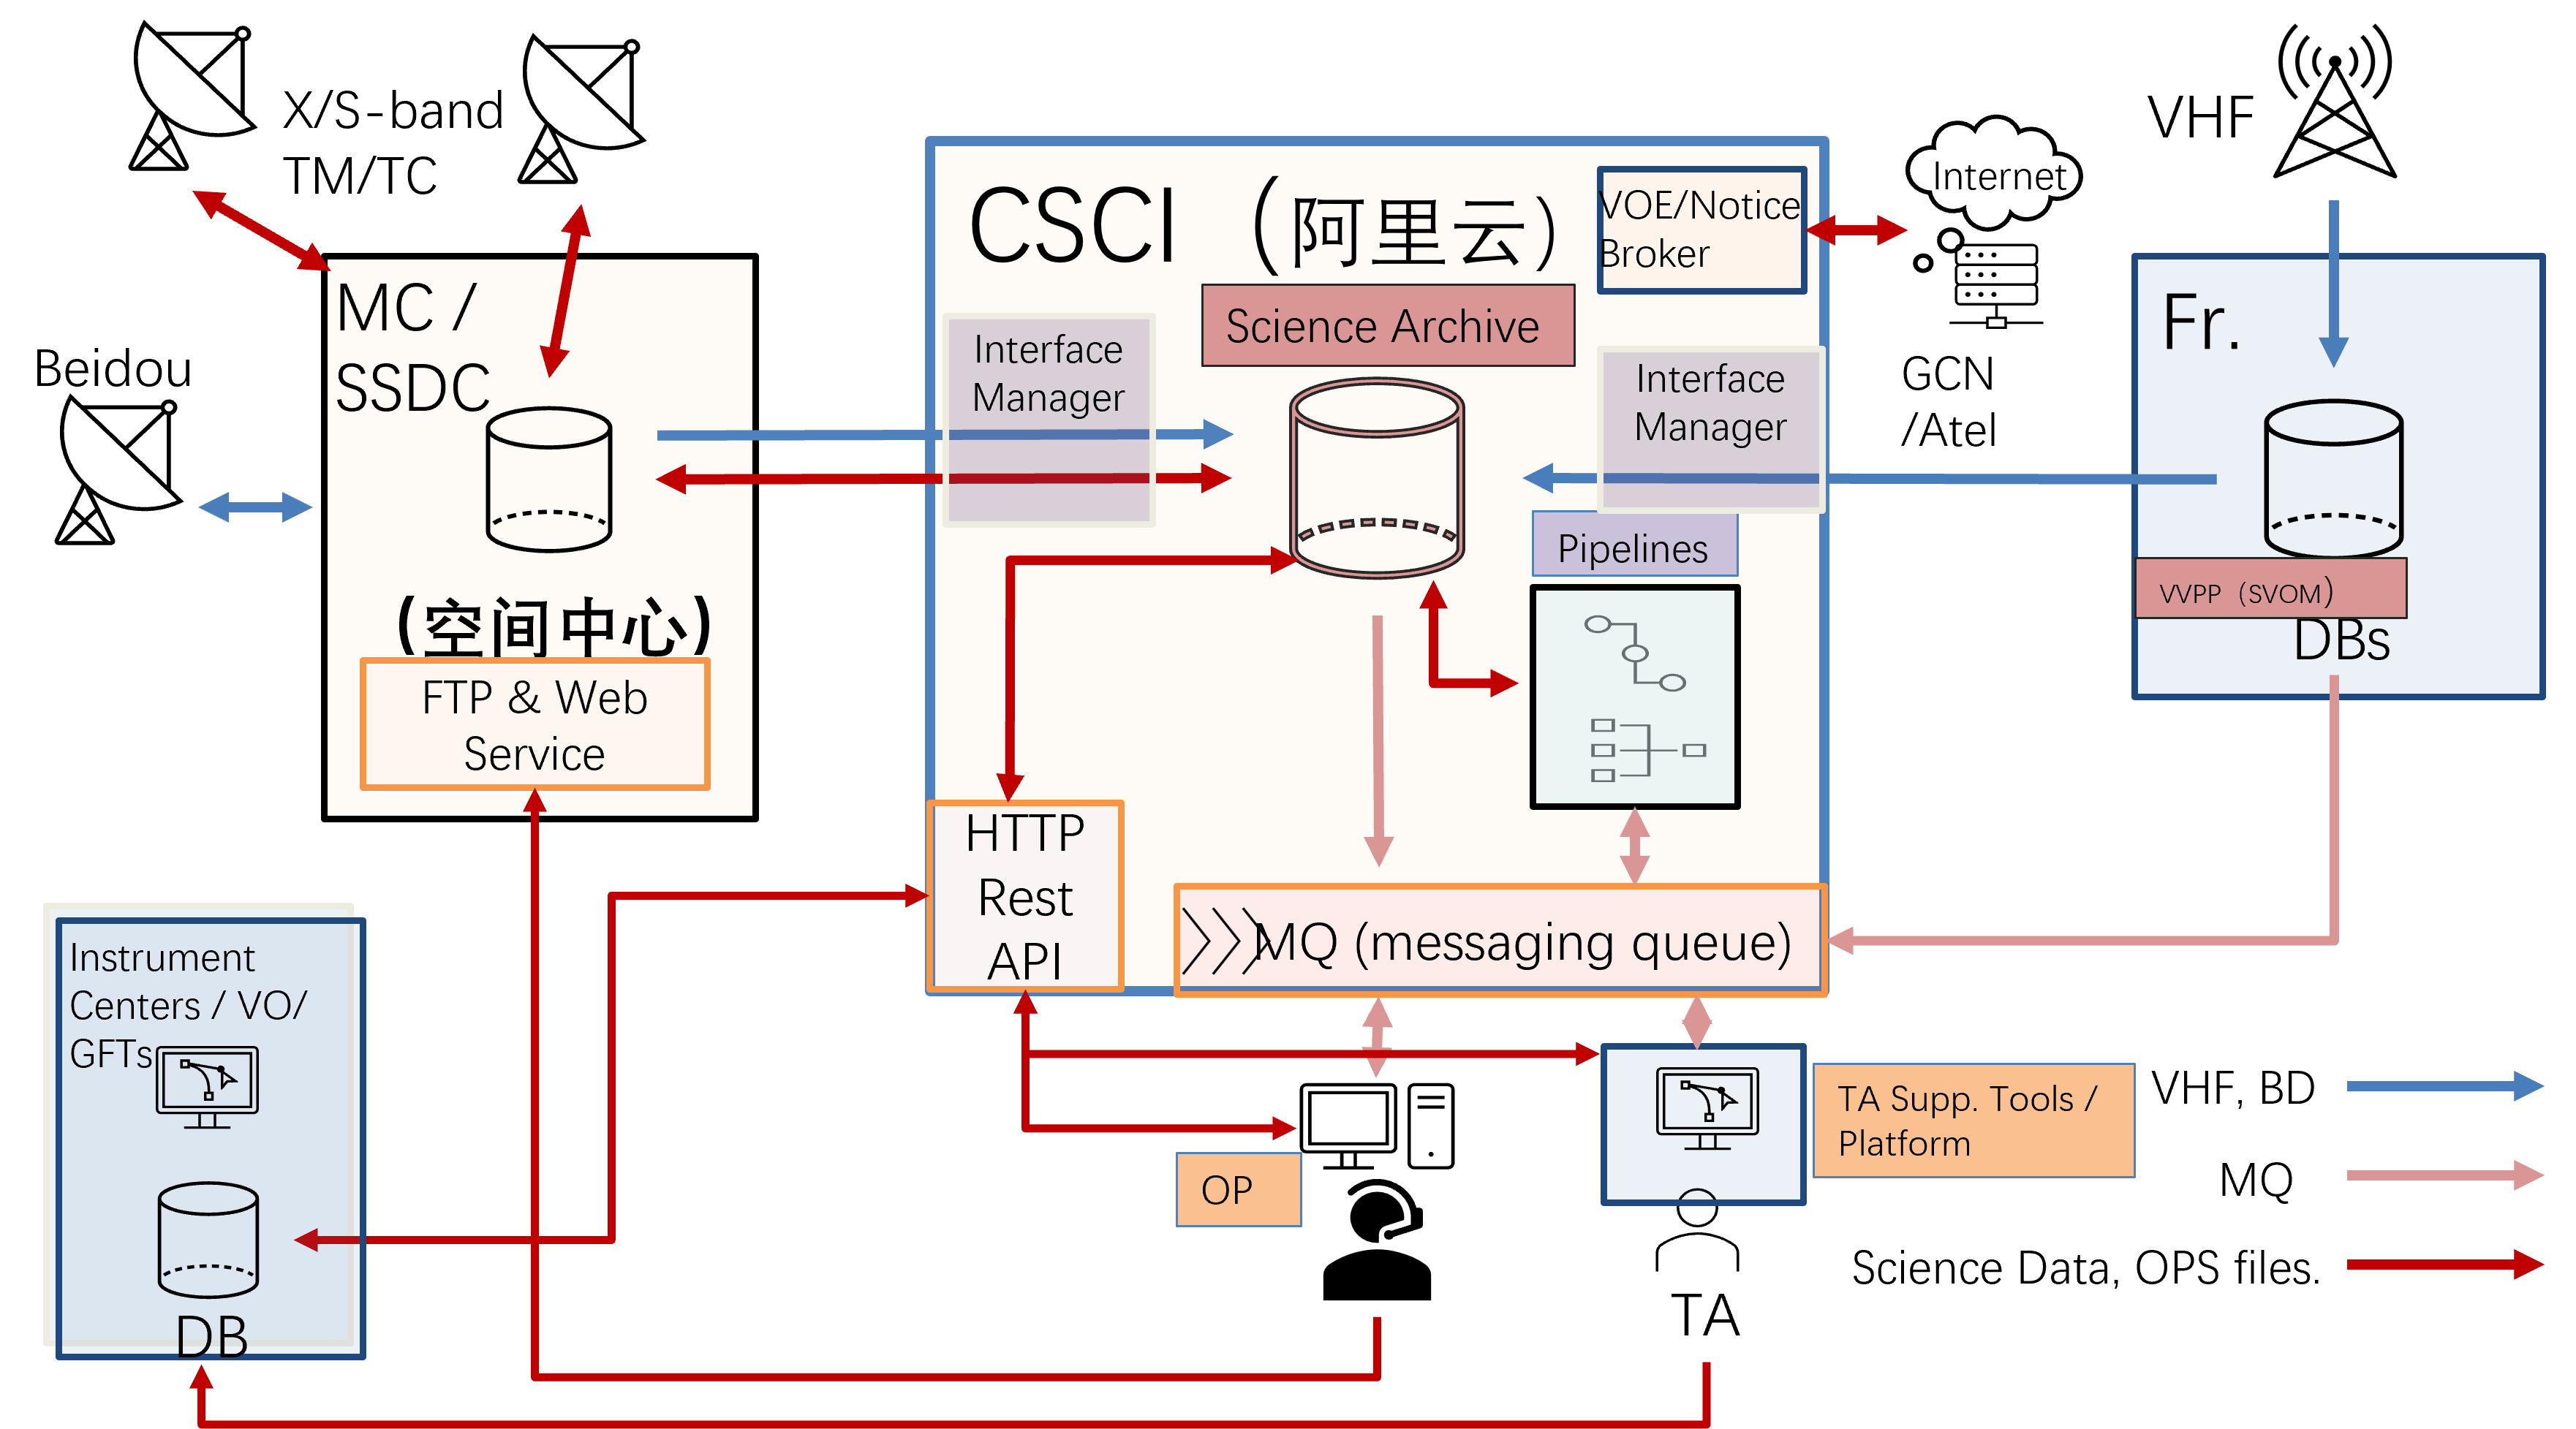 X/S-band
TM/TC
Beidou
MC /
SSDC
(空间中心)
FTP & Web
Service
Instrument
Centers / VO/
GFTs
DB
CSCI（阿里云）
VOE/Notice
Broker
Science Archive
Interface
Manager
Interface
Manager
Pipelines
HTTP
Rest
API
MQ (messaging queue)
Internet
GCN
/Atel
VHF
Fr.
VVPP（SVOM）
DBs
OP
TA
TA Supp. Tools /
Platform
VHF, BD
MQ
Science Data, OPS files.